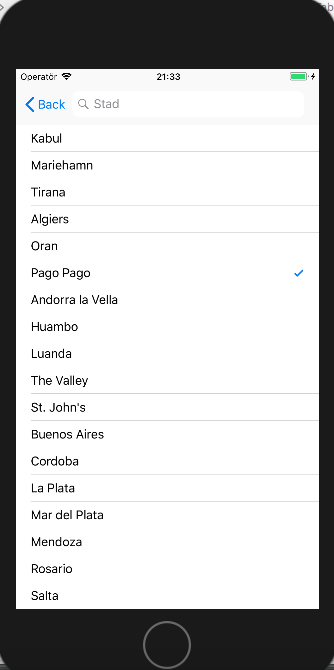 Operatör 21:33
Back Stad
Kabul
Mariehamn
Tirana
Algiers
Oran
Pago Pago
Andorra la Vella
Huambo
Luanda
The Valley
St. John's
Buenos Aires
Cordoba
La Plata
Mar del Plata
Mendoza
Rosario
Salta